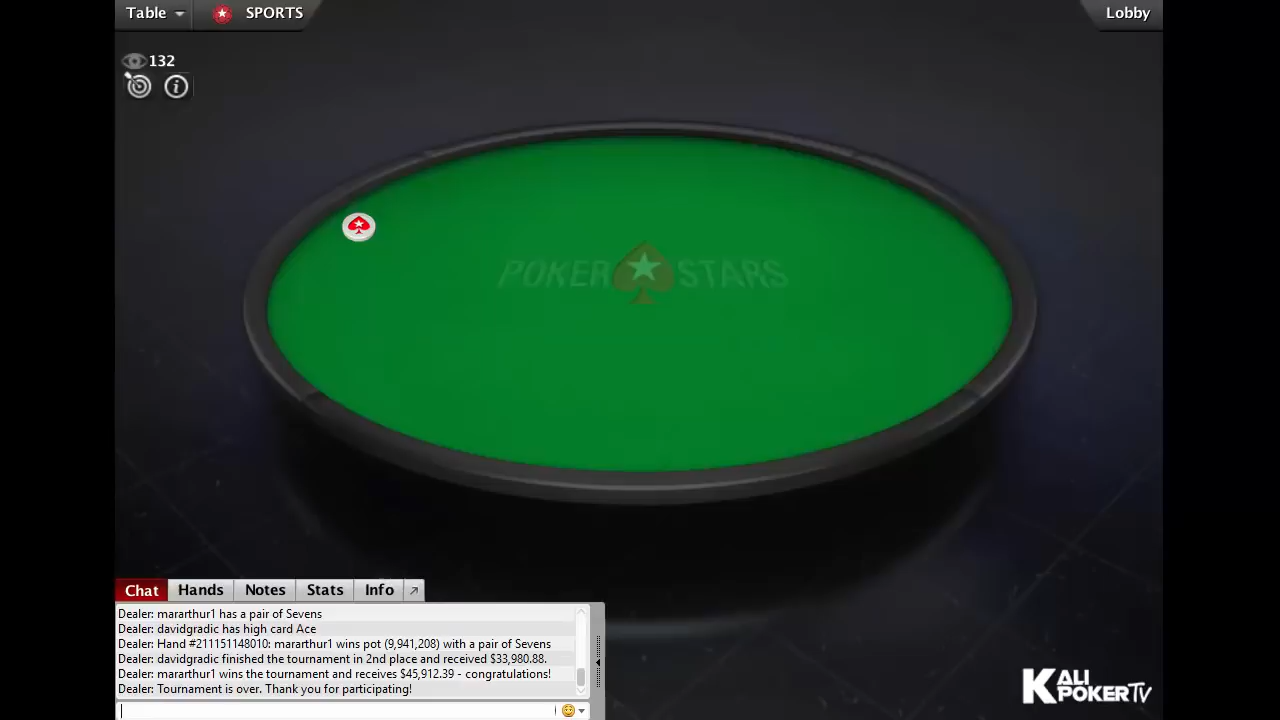 Table
SPORTS
Lobby
132
POKER STARS
Chat Hands Notes Stats Info
Dealer: mararthur1 has a pair of Sevens
Dealer: davidgradic has high card Ace
Dealer: Hand #211151148010: mararthur1 wins pot (9,941,208) with a pair of Sevens
Dealer: davidgradic finished the tournament in 2nd place and received $33,980.88.
Dealer: mararthur1 wins the tournament and receives $45,912.39 - congratulations!
Dealer: Tournament is over. Thank you for participating!
KALI
POKERTV